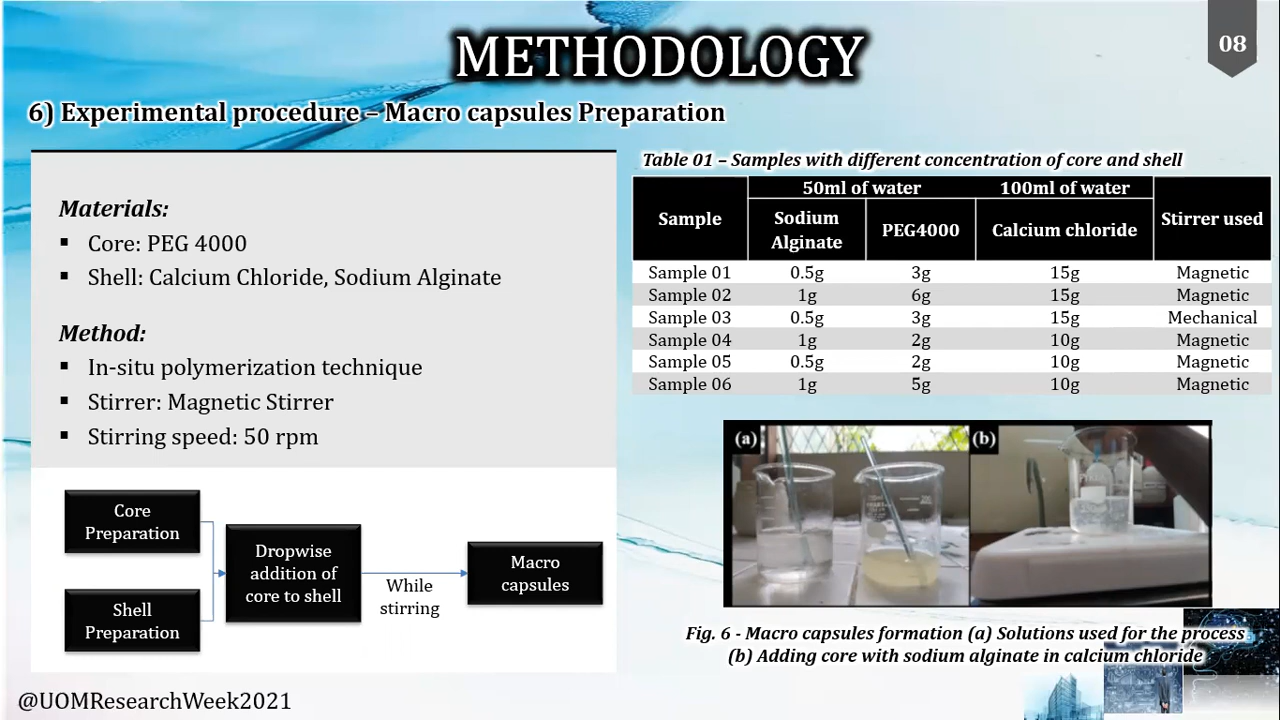 METHODOLOGY
08
6) Experimental procedure – Macro capsules Preparation
Materials:
▪ Core: PEG 4000
▪ Shell: Calcium Chloride, Sodium Alginate
Method:
▪ In-situ polymerization technique
▪ Stirrer: Magnetic Stirrer
▪ Stirring speed: 50 rpm
Core
Preparation
Shell
Preparation
Dropwise
addition of
core to shell
While
stirring
Macro
capsules
Table 01 – Samples with different concentration of core and shell
50ml of water 100ml of water
Sample Sodium Alginate PEG4000 Calcium chloride Stirrer used
Sample 01 0.5g 3g 15g Magnetic
Sample 02 1g 6g 15g Magnetic
Sample 03 0.5g 3g 15g Mechanical
Sample 04 1g 2g 10g Magnetic
Sample 05 0.5g 2g 10g Magnetic
Sample 06 1g 5g 10g Magnetic
(a) (b)
Fig. 6 - Macro capsules formation (a) Solutions used for the process
(b) Adding core with sodium alginate in calcium chloride
@UOMResearchWeek2021